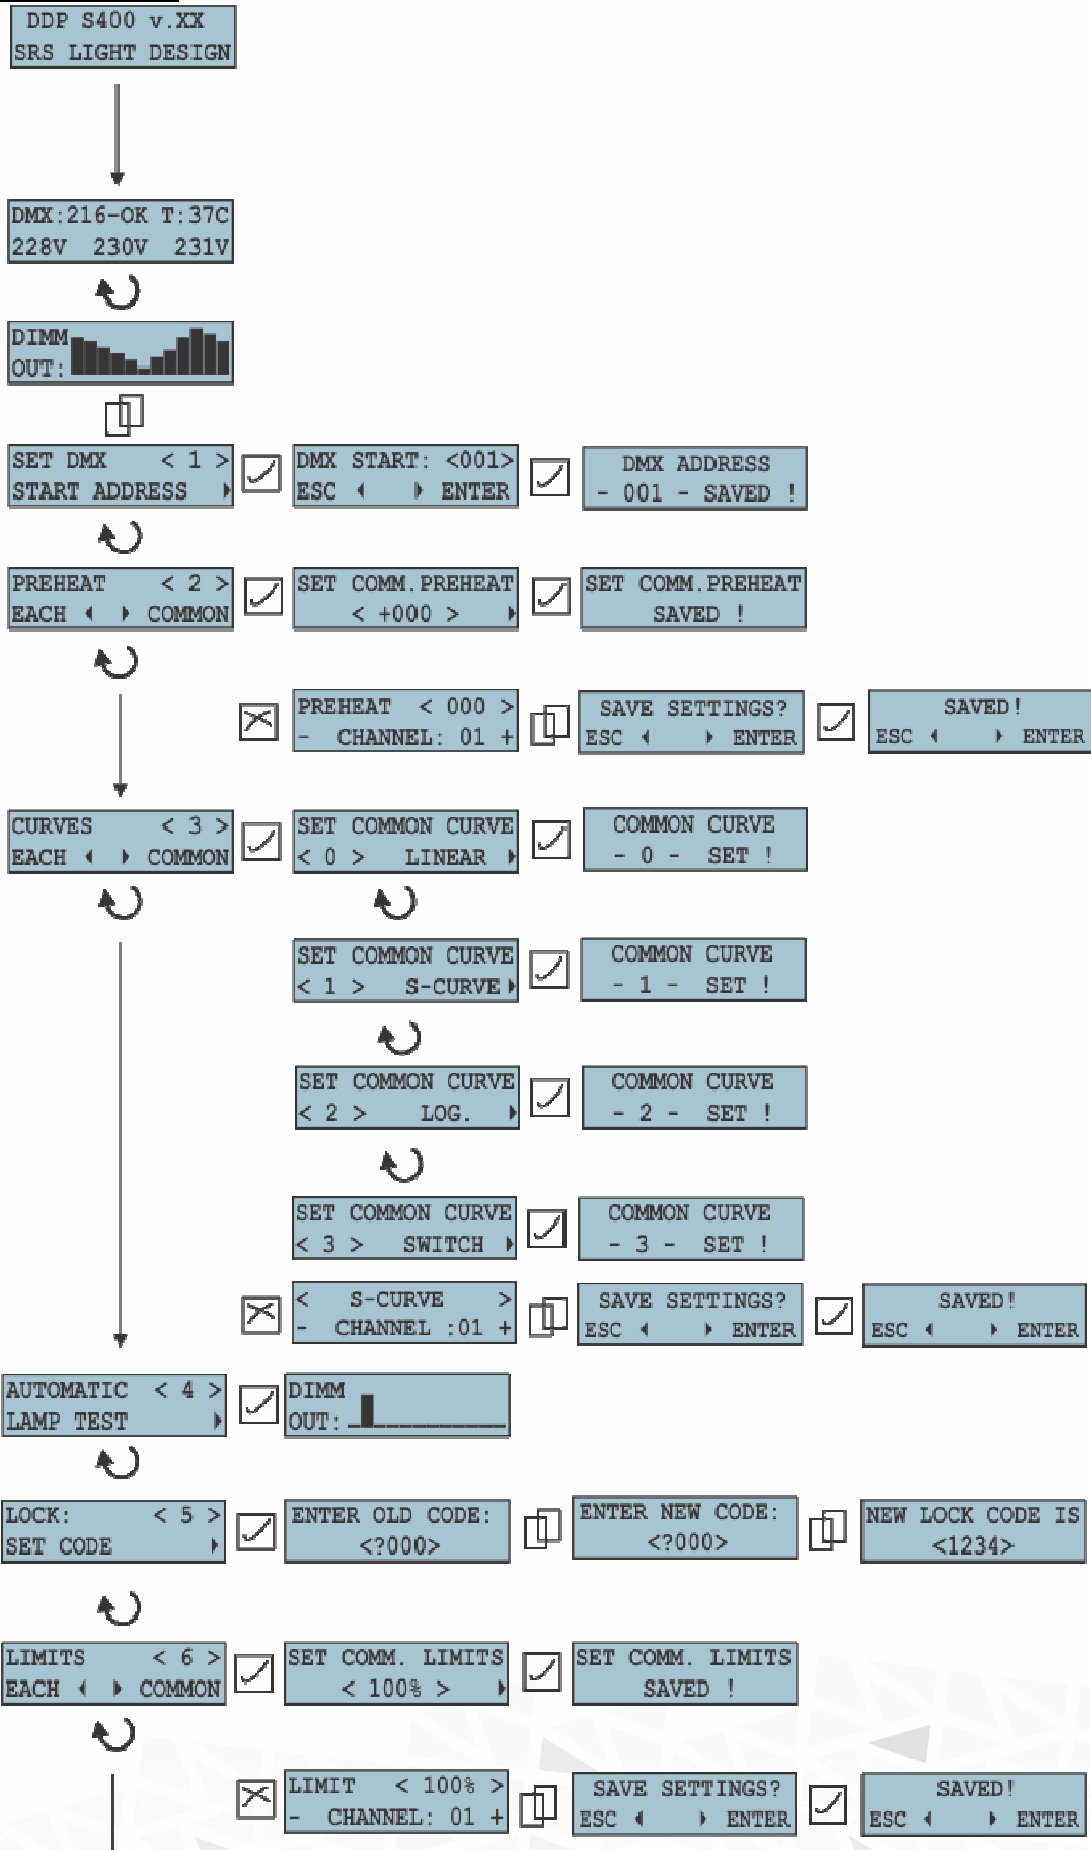 DDP S400 v.XX
SRS LIGHT DESIGN
DMX:216-OK T:37C
228V 230V 231V
DIMM
OUT:
SET DMX < 1 >
START ADDRESS
DMX START: <001>
ESC ENTER
DMX ADDRESS
- 001 - SAVED !
PREHEAT < 2 >
EACH COMMON
SET COMM.PREHEAT
< +000 >
SET COMM.PREHEAT
SAVED !
PREHEAT < 000 >
- CHANNEL: 01 +
SAVE SETTINGS?
ESC ENTER
SAVED!
ESC ENTER
CURVES < 3 >
EACH COMMON
SET COMMON CURVE
< 0 > LINEAR
COMMON CURVE
- 0 - SET !
SET COMMON CURVE
< 1 > S-CURVE
COMMON CURVE
- 1 - SET !
SET COMMON CURVE
< 2 > LOG.
COMMON CURVE
- 2 - SET !
SET COMMON CURVE
< 3 > SWITCH
COMMON CURVE
- 3 - SET !
< S-CURVE >
- CHANNEL :01 +
SAVE SETTINGS?
ESC ENTER
SAVED!
ESC ENTER
AUTOMATIC < 4 >
LAMP TEST
DIMM
OUT:
LOCK: < 5 >
SET CODE
ENTER OLD CODE:
<?000>
ENTER NEW CODE:
<?000>
NEW LOCK CODE IS
<1234>
LIMITS < 6 >
EACH COMMON
SET COMM. LIMITS
< 100% >
SET COMM. LIMITS
SAVED !
LIMIT < 100% >
- CHANNEL: 01 +
SAVE SETTINGS?
ESC ENTER
SAVED!
ESC ENTER